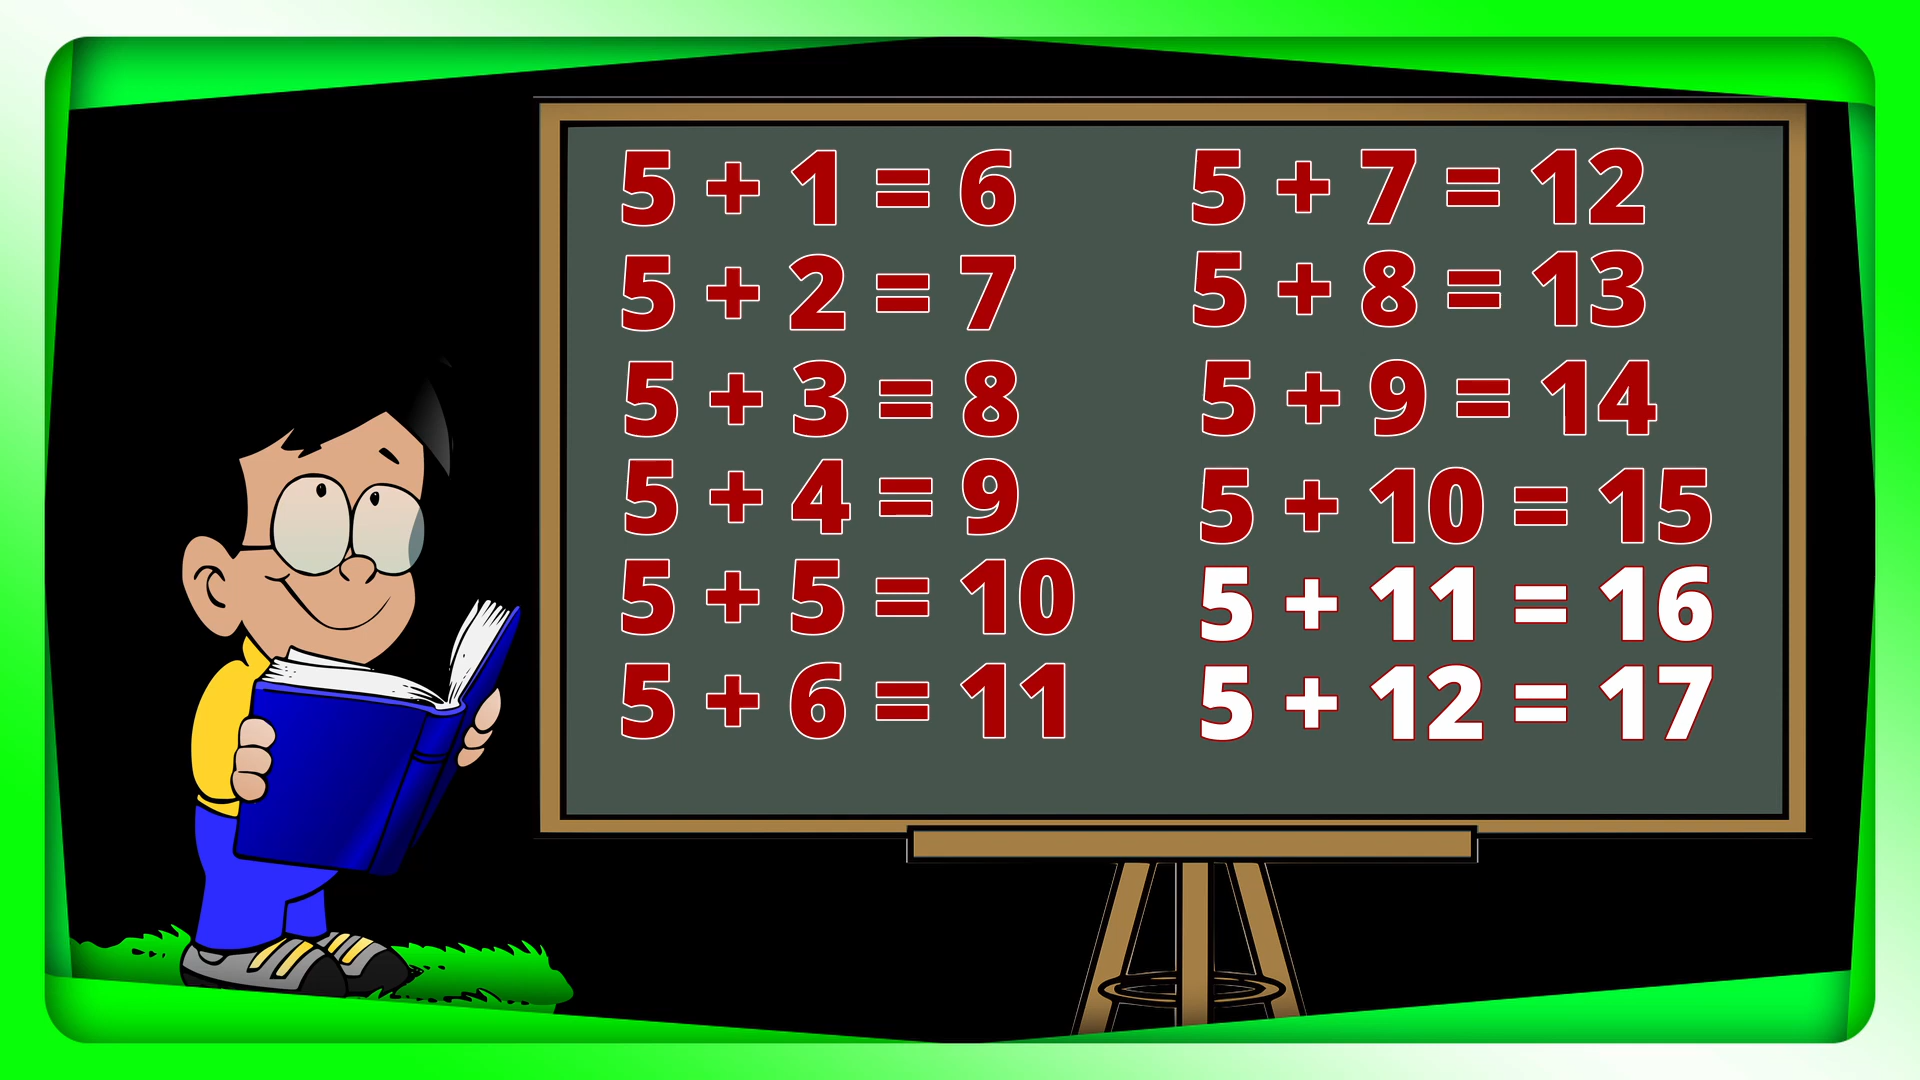 5 + 1 = 6
5 + 2 = 7
5 + 3 = 8
5 + 4 = 9
5 + 5 = 10
5 + 6 = 11
5 + 7 = 12
5 + 8 = 13
5 + 9 = 14
5 + 10 = 15
5 + 11 = 16
5 + 12 = 17